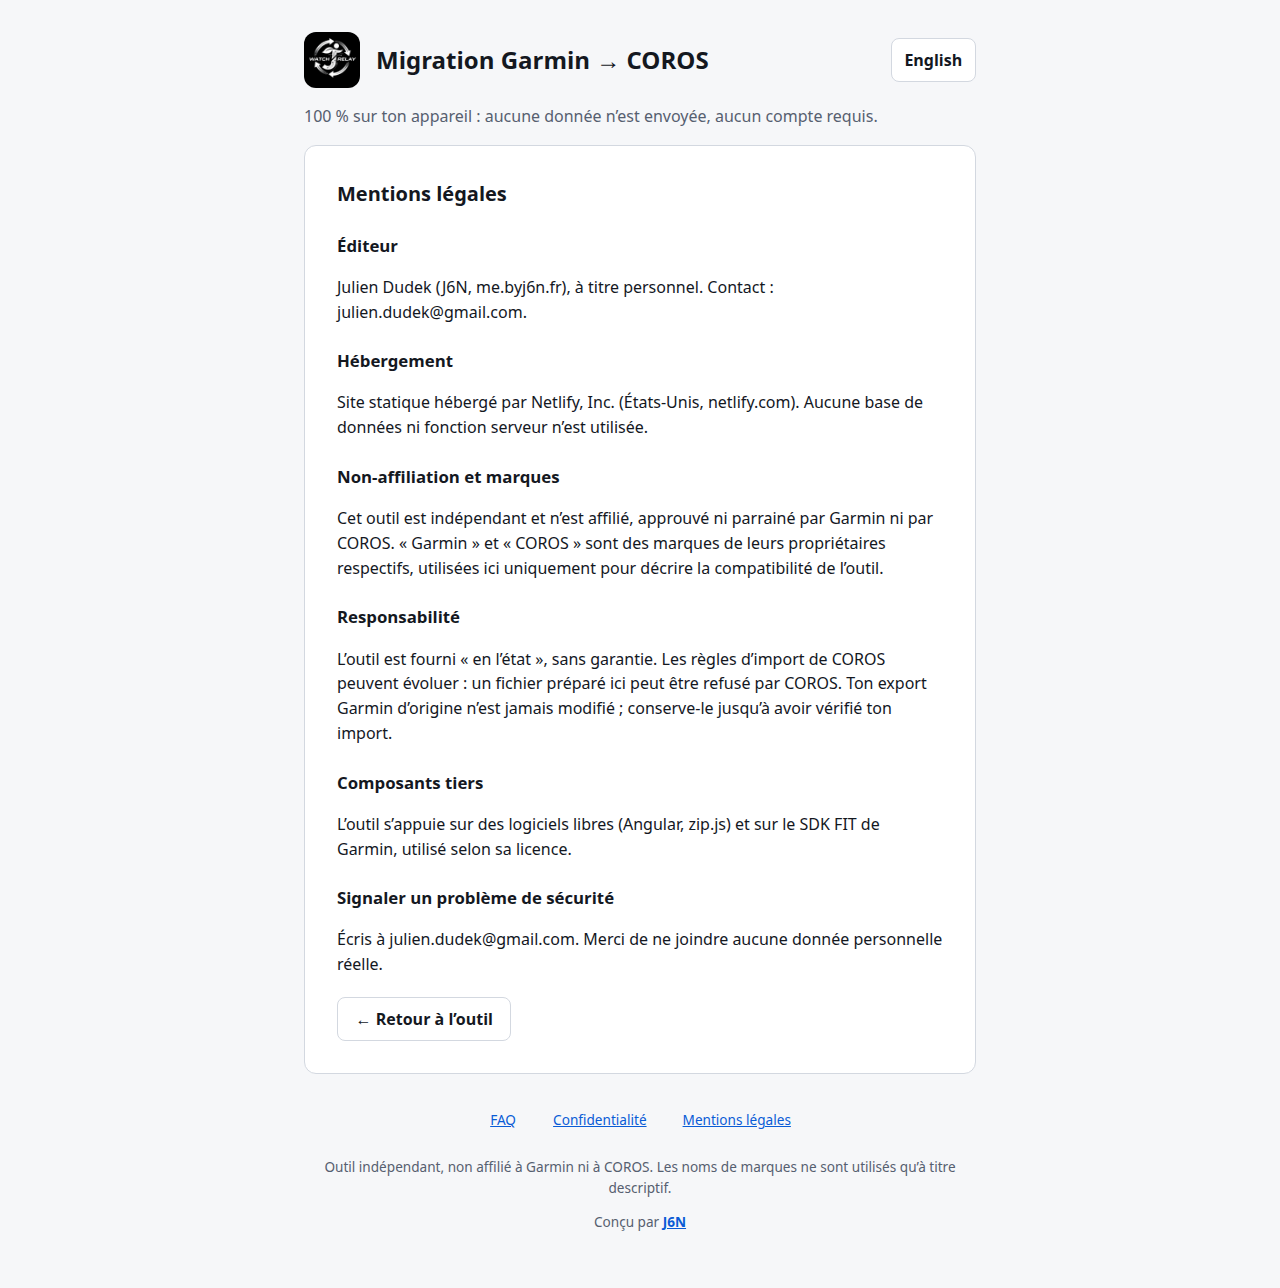 WATCH RELAY
Migration Garmin → COROS
English
100 % sur ton appareil : aucune donnée n’est envoyée, aucun compte requis.
Mentions légales
Éditeur
Julien Dudek (J6N, me.byj6n.fr), à titre personnel. Contact :
julien.dudek@gmail.com.
Hébergement
Site statique hébergé par Netlify, Inc. (États-Unis, netlify.com). Aucune base de
données ni fonction serveur n’est utilisée.
Non-affiliation et marques
Cet outil est indépendant et n’est affilié, approuvé ni parrainé par Garmin ni par
COROS. « Garmin » et « COROS » sont des marques de leurs propriétaires
respectifs, utilisées ici uniquement pour décrire la compatibilité de l’outil.
Responsabilité
L’outil est fourni « en l’état », sans garantie. Les règles d’import de COROS
peuvent évoluer : un fichier préparé ici peut être refusé par COROS. Ton export
Garmin d’origine n’est jamais modifié ; conserve-le jusqu’à avoir vérifié ton
import.
Composants tiers
L’outil s’appuie sur des logiciels libres (Angular, zip.js) et sur le SDK FIT de
Garmin, utilisé selon sa licence.
Signaler un problème de sécurité
Écris à julien.dudek@gmail.com. Merci de ne joindre aucune donnée personnelle
réelle.
← Retour à l’outil
FAQ Confidentialité Mentions légales
Outil indépendant, non affilié à Garmin ni à COROS. Les noms de marques ne sont utilisés qu’à titre
descriptif.
Conçu par J6N